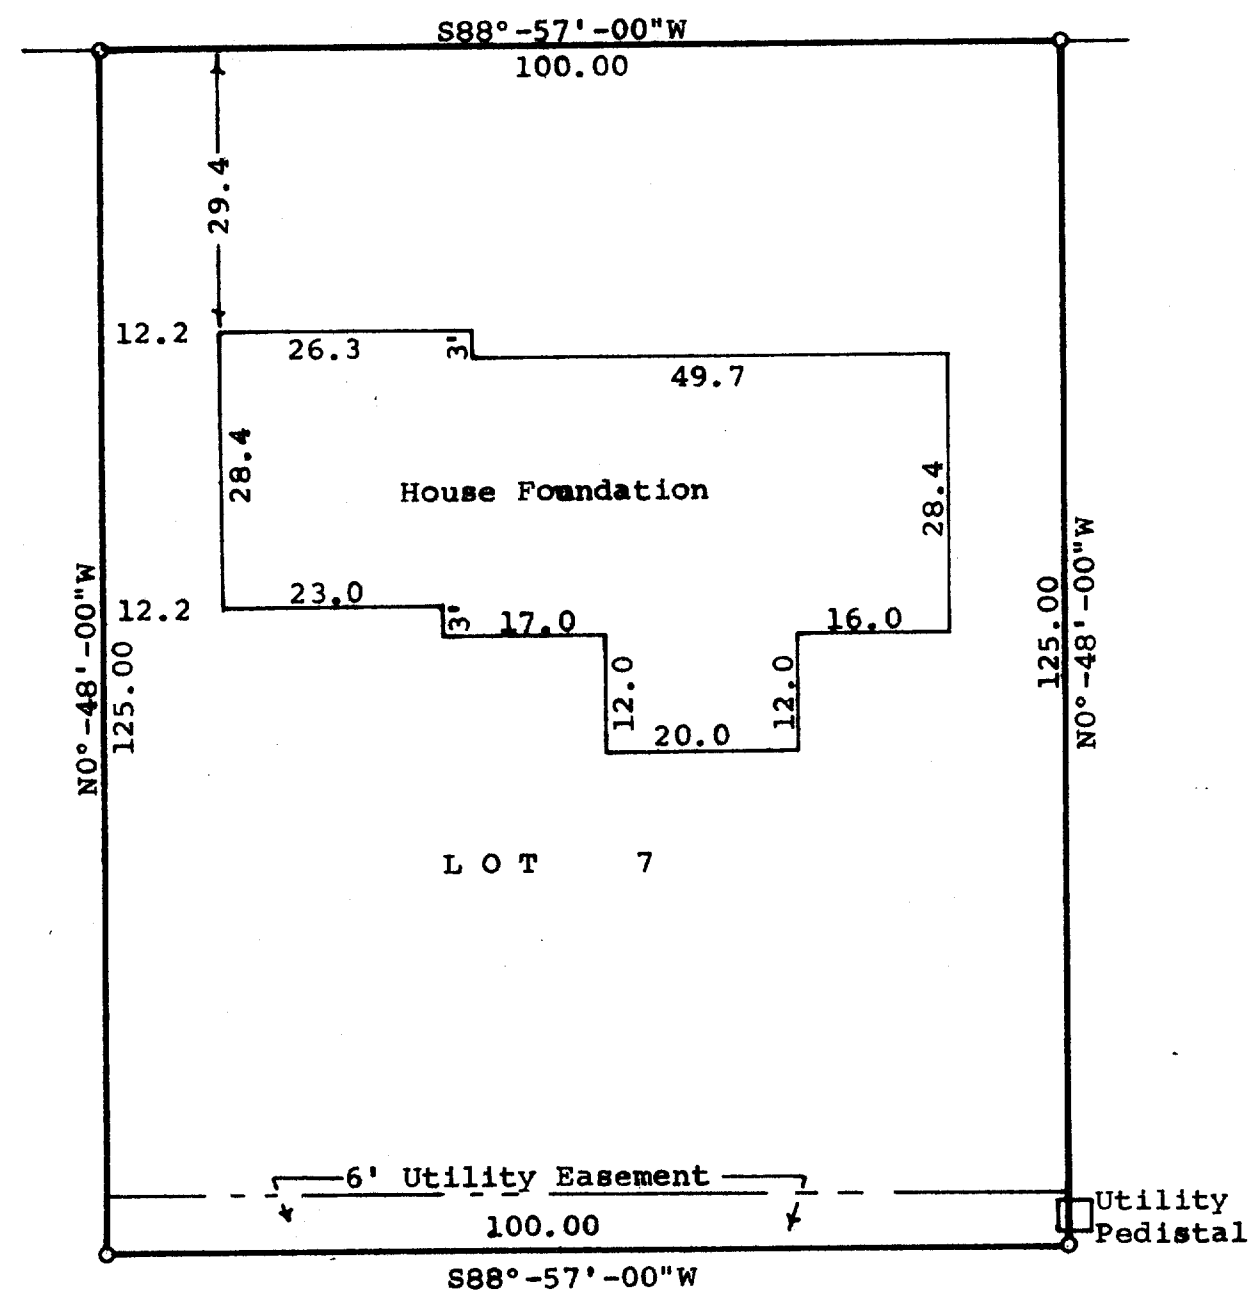 S88°-57'-00"W
100.00
29.4
12.2
26.3
3'
49.7
28.4
House Foundation
28.4
N0°-48'-00"W
125.00
12.2
23.0
3'
17.0
16.0
12.0
12.0
20.0
125.00
N0°-48'-00"W
LOT 7
6' Utility Easement
100.00
Utility
Pedistal
S88°-57'-00"W